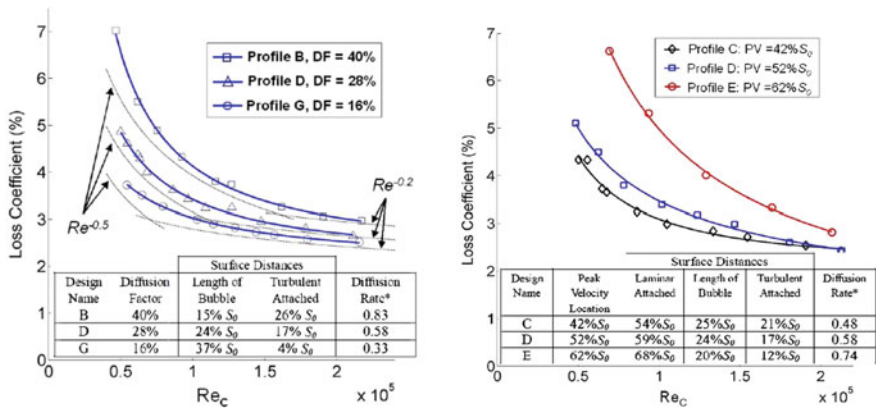 7
6
5
4
3
2
1
0
Loss Coefficient (%)
Profile B, DF = 40%
Profile D, DF = 28%
Profile G, DF = 16%
Re^-0.5
Re^-0.2
Surface Distances
Design Name Diffusion Factor Length of Bubble Turbulent Attached Diffusion Rate*
B 40% 15% S₀ 26% S₀ 0.83
D 28% 24% S₀ 17% S₀ 0.58
G 16% 37% S₀ 4% S₀ 0.33
0 0.5 1 1.5 2
Re_C x 10^5
7
6
5
4
3
2
1
0
Loss Coefficient (%)
Profile C: PV =42%S₀
Profile D: PV =52%S₀
Profile E: PV =62%S₀
Surface Distances
Design Name Peak Velocity Location Laminar Attached Length of Bubble Turbulent Attached Diffusion Rate*
C 42%S₀ 54%S₀ 25% S₀ 21% S₀ 0.48
D 52%S₀ 59%S₀ 24% S₀ 17% S₀ 0.58
E 62%S₀ 68%S₀ 20% S₀ 12% S₀ 0.74
0 0.5 1 1.5 2
Re_C x 10^5